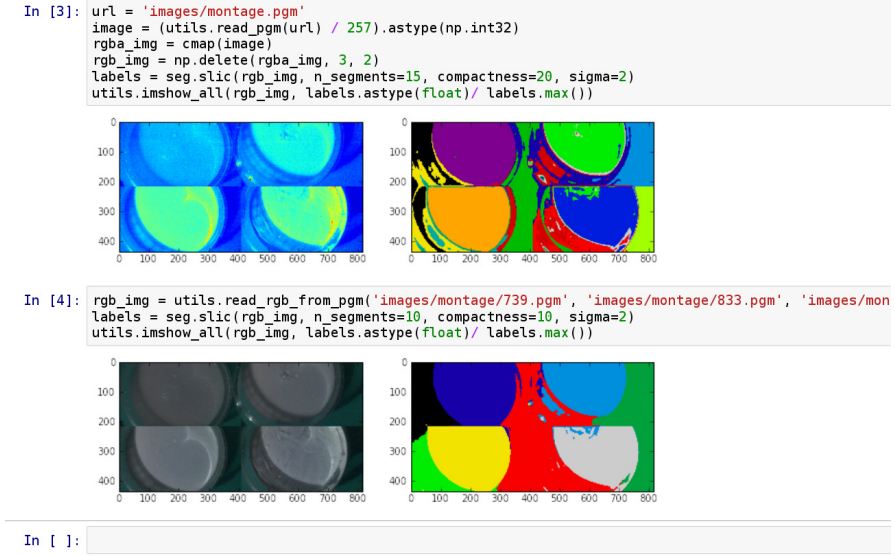 In [3]:
url = 'images/montage.pgm'
image = (utils.read_pgm(url) / 257).astype(np.int32)
rgba_img = cmap(image)
rgb_img = np.delete(rgba_img, 3, 2)
labels = seg.slic(rgb_img, n_segments=15, compactness=20, sigma=2)
utils.imshow_all(rgb_img, labels.astype(float)/ labels.max())
0
100
200
300
400
0 100 200 300 400 500 600 700 800
0
100
200
300
400
0 100 200 300 400 500 600 700 800
In [4]:
rgb_img = utils.read_rgb_from_pgm('images/montage/739.pgm', 'images/montage/833.pgm', 'images/mon
labels = seg.slic(rgb_img, n_segments=10, compactness=10, sigma=2)
utils.imshow_all(rgb_img, labels.astype(float)/ labels.max())
0
100
200
300
400
0 100 200 300 400 500 600 700 800
0
100
200
300
400
0 100 200 300 400 500 600 700 800
In [ ]: